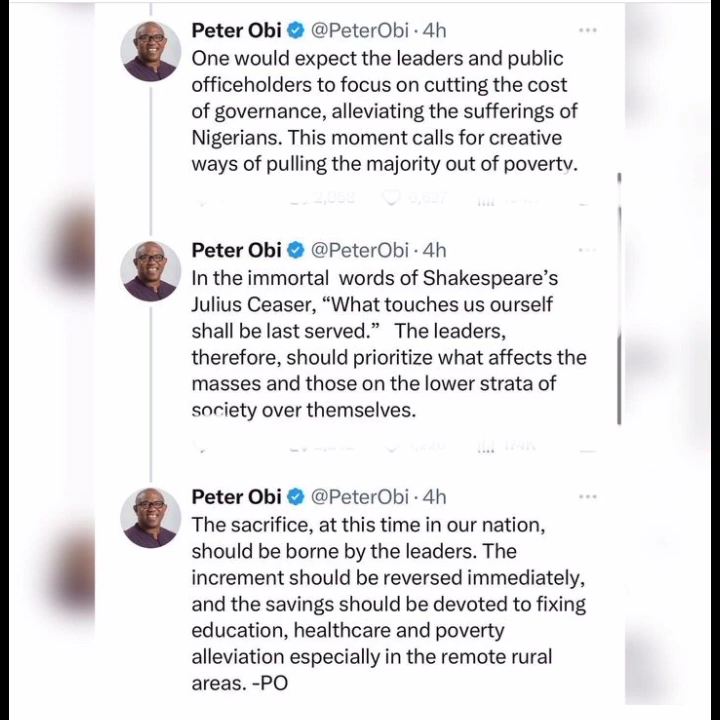 Peter Obi @PeterObi · 4h
One would expect the leaders and public
officeholders to focus on cutting the cost
of governance, alleviating the sufferings of
Nigerians. This moment calls for creative
ways of pulling the majority out of poverty.
Peter Obi @PeterObi · 4h
In the immortal words of Shakespeare’s
Julius Ceaser, “What touches us ourself
shall be last served.” The leaders,
therefore, should prioritize what affects the
masses and those on the lower strata of
society over themselves.
Peter Obi @PeterObi · 4h
The sacrifice, at this time in our nation,
should be borne by the leaders. The
increment should be reversed immediately,
and the savings should be devoted to fixing
education, healthcare and poverty
alleviation especially in the remote rural
areas. -PO